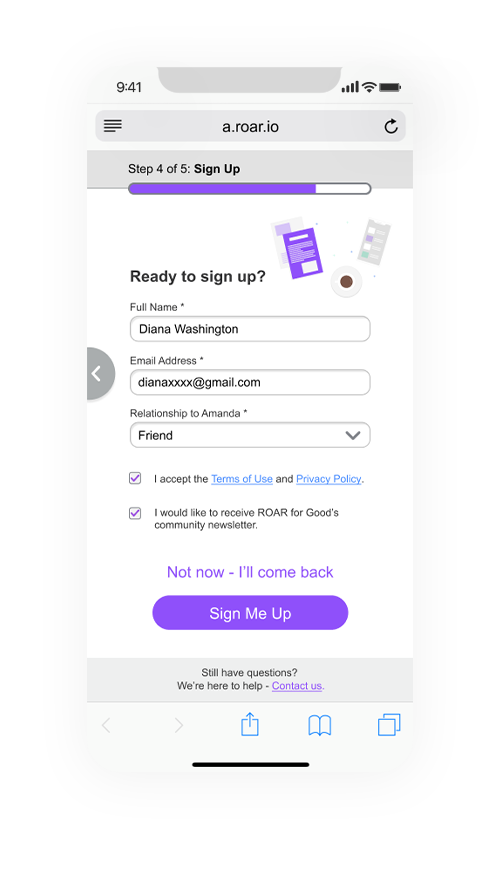 9:41
a.roar.io
Step 4 of 5: Sign Up
Ready to sign up?
Full Name *
Diana Washington
Email Address *
dianaxxxx@gmail.com
Relationship to Amanda *
Friend
I accept the Terms of Use and Privacy Policy.
I would like to receive ROAR for Good's
community newsletter.
Not now - I'll come back
Sign Me Up
Still have questions?
We're here to help - Contact us.